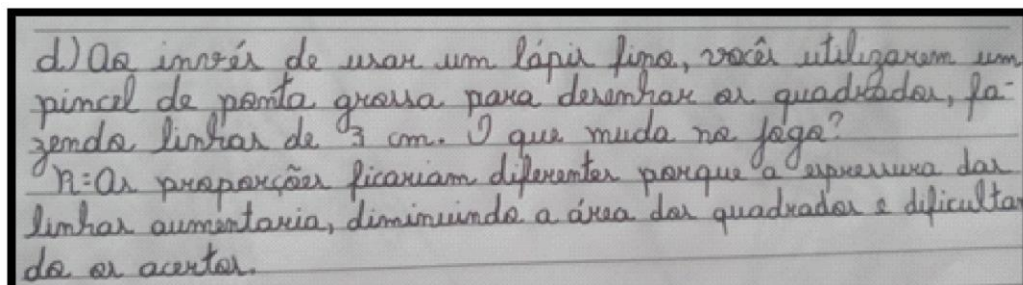 d) Ao invés de usar um lápis fino, vocês utilizarem um
pincel de ponta grossa para desenhar os quadrados, fa-
zendo linhas de 3 cm. O que muda no jogo?
R=As proporções ficariam diferentes porque a espressura das
linhas aumentaria, diminuindo a área dos quadrados e dificultan
do os acertos.